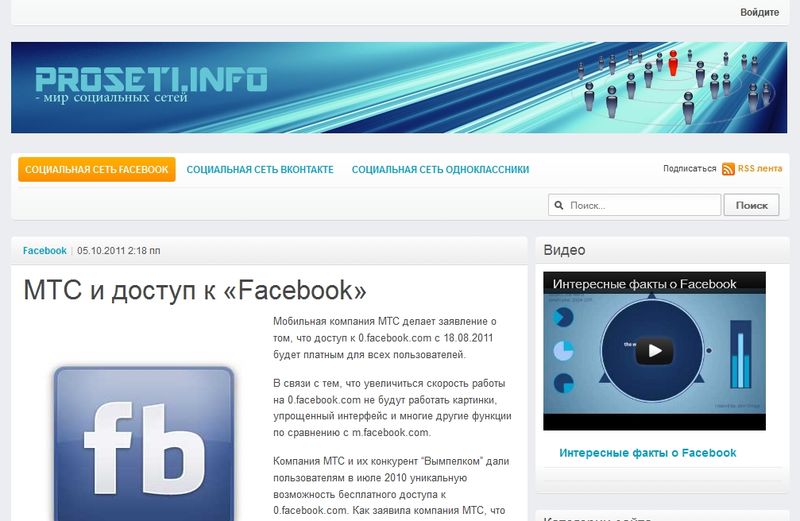 Войдите
PROSETI.INFO
- мир социальных сетей
СОЦИАЛЬНАЯ СЕТЬ FACEBOOK
СОЦИАЛЬНАЯ СЕТЬ ВКОНТАКТЕ
СОЦИАЛЬНАЯ СЕТЬ ОДНОКЛАССНИКИ
Подписаться
RSS лента
Поиск...
Поиск
Facebook | 05.10.2011 2:18 пп
МТС и доступ к «Facebook»
fb
Мобильная компания МТС делает заявление о
том, что доступ к 0.facebook.com с 18.08.2011
будет платным для всех пользователей.
В связи с тем, что увеличиться скорость работы
на 0.facebook.com не будут работать картинки,
упрощенный интерфейс и многие другие функции
по сравнению с m.facebook.com.
Компания МТС и их конкурент “Вымпелком” дали
пользователям в июле 2010 уникальную
возможность бесплатного доступа к
0.facebook.com. Как заявила компания МТС, что
Видео
Интересные факты о Facebook
the w
Интересные факты о Facebook